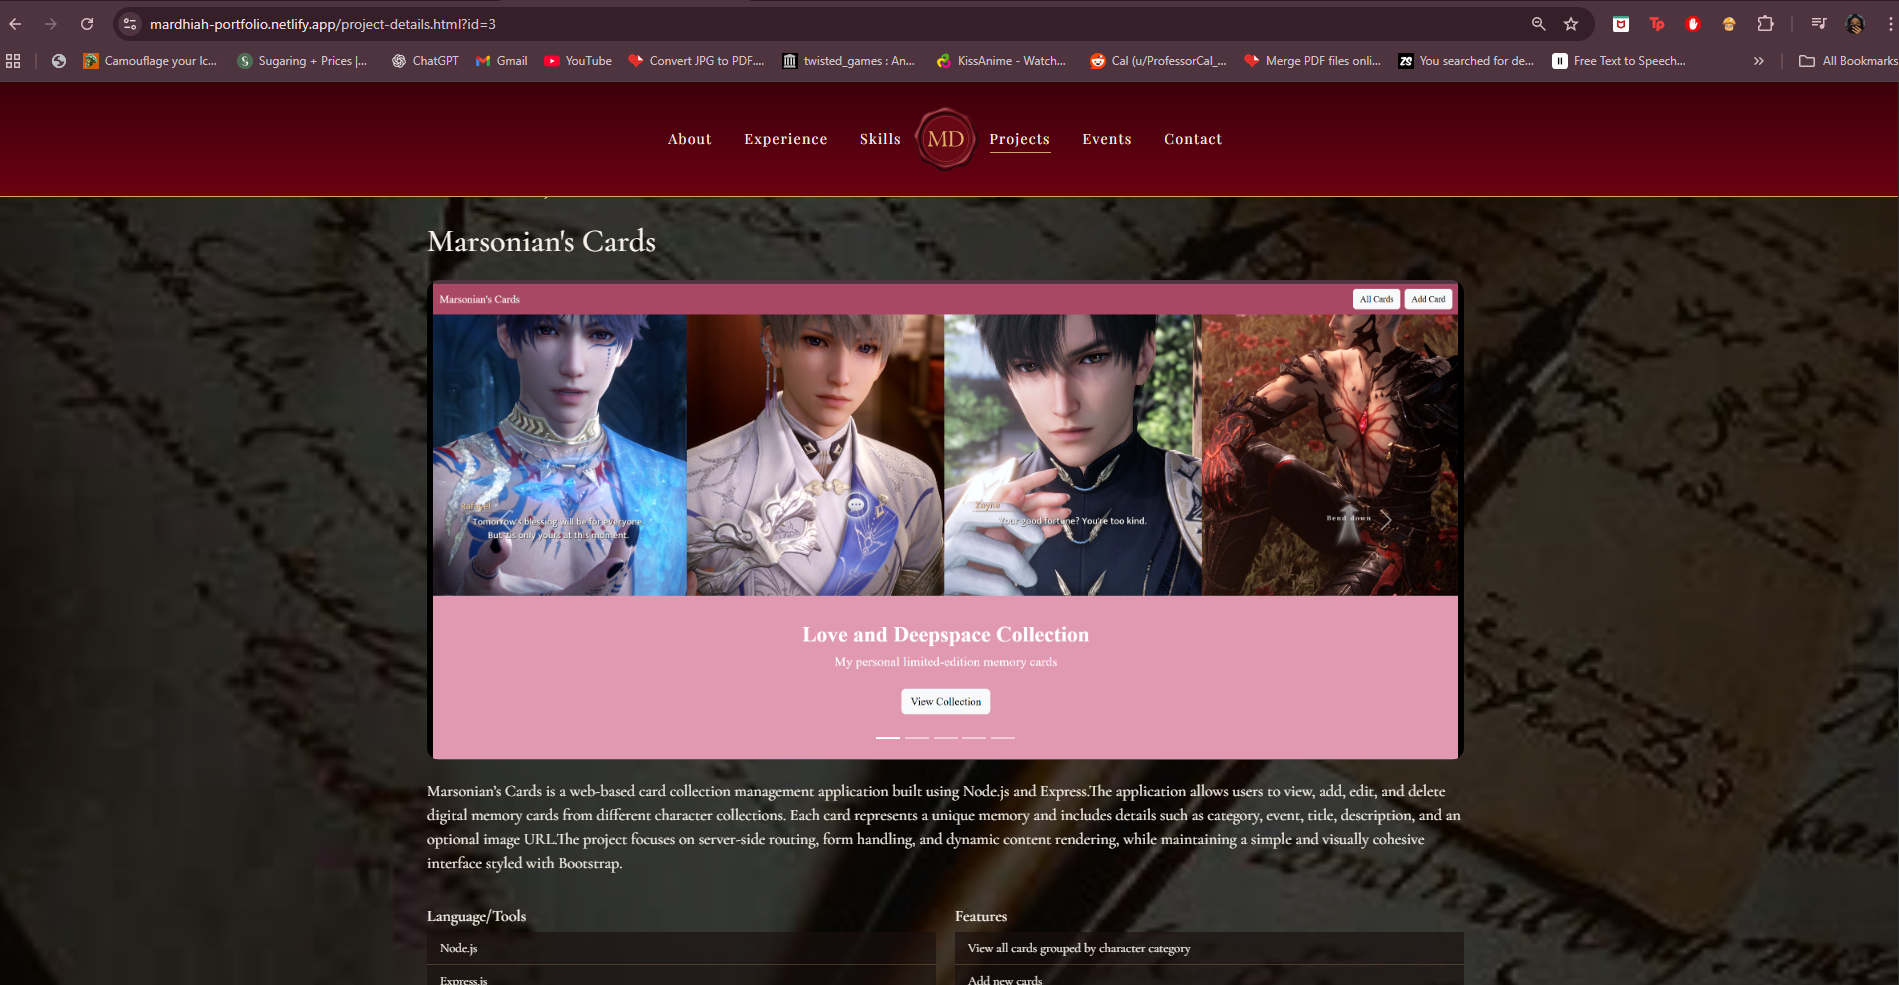 mardhiah-portfolio.netlify.app/project-details.html?id=3
Camouflage your Ic...
Sugaring + Prices |...
ChatGPT
Gmail
YouTube
Convert JPG to PDF....
twisted_games : An...
KissAnime - Watch...
Cal (u/ProfessorCal_...
Merge PDF files onli...
You searched for de...
Free Text to Speech...
All Bookmarks
About
Experience
Skills
MD
Projects
Events
Contact
Marsonian's Cards
Marsonian's Cards
All Cards
Add Card
Rafayel
Tomorrow's blessing will be for everyone.
But 'tis only yours at this moment.
Zayne
Your good fortune? You're too kind.
Bend down
Love and Deepspace Collection
My personal limited-edition memory cards
View Collection
Marsonian’s Cards is a web-based card collection management application built using Node.js and Express.The application allows users to view, add, edit, and delete
digital memory cards from different character collections. Each card represents a unique memory and includes details such as category, event, title, description, and an
optional image URL.The project focuses on server-side routing, form handling, and dynamic content rendering, while maintaining a simple and visually cohesive
interface styled with Bootstrap.
Language/Tools
Node.js
Express.js
Features
View all cards grouped by character category
Add new cards